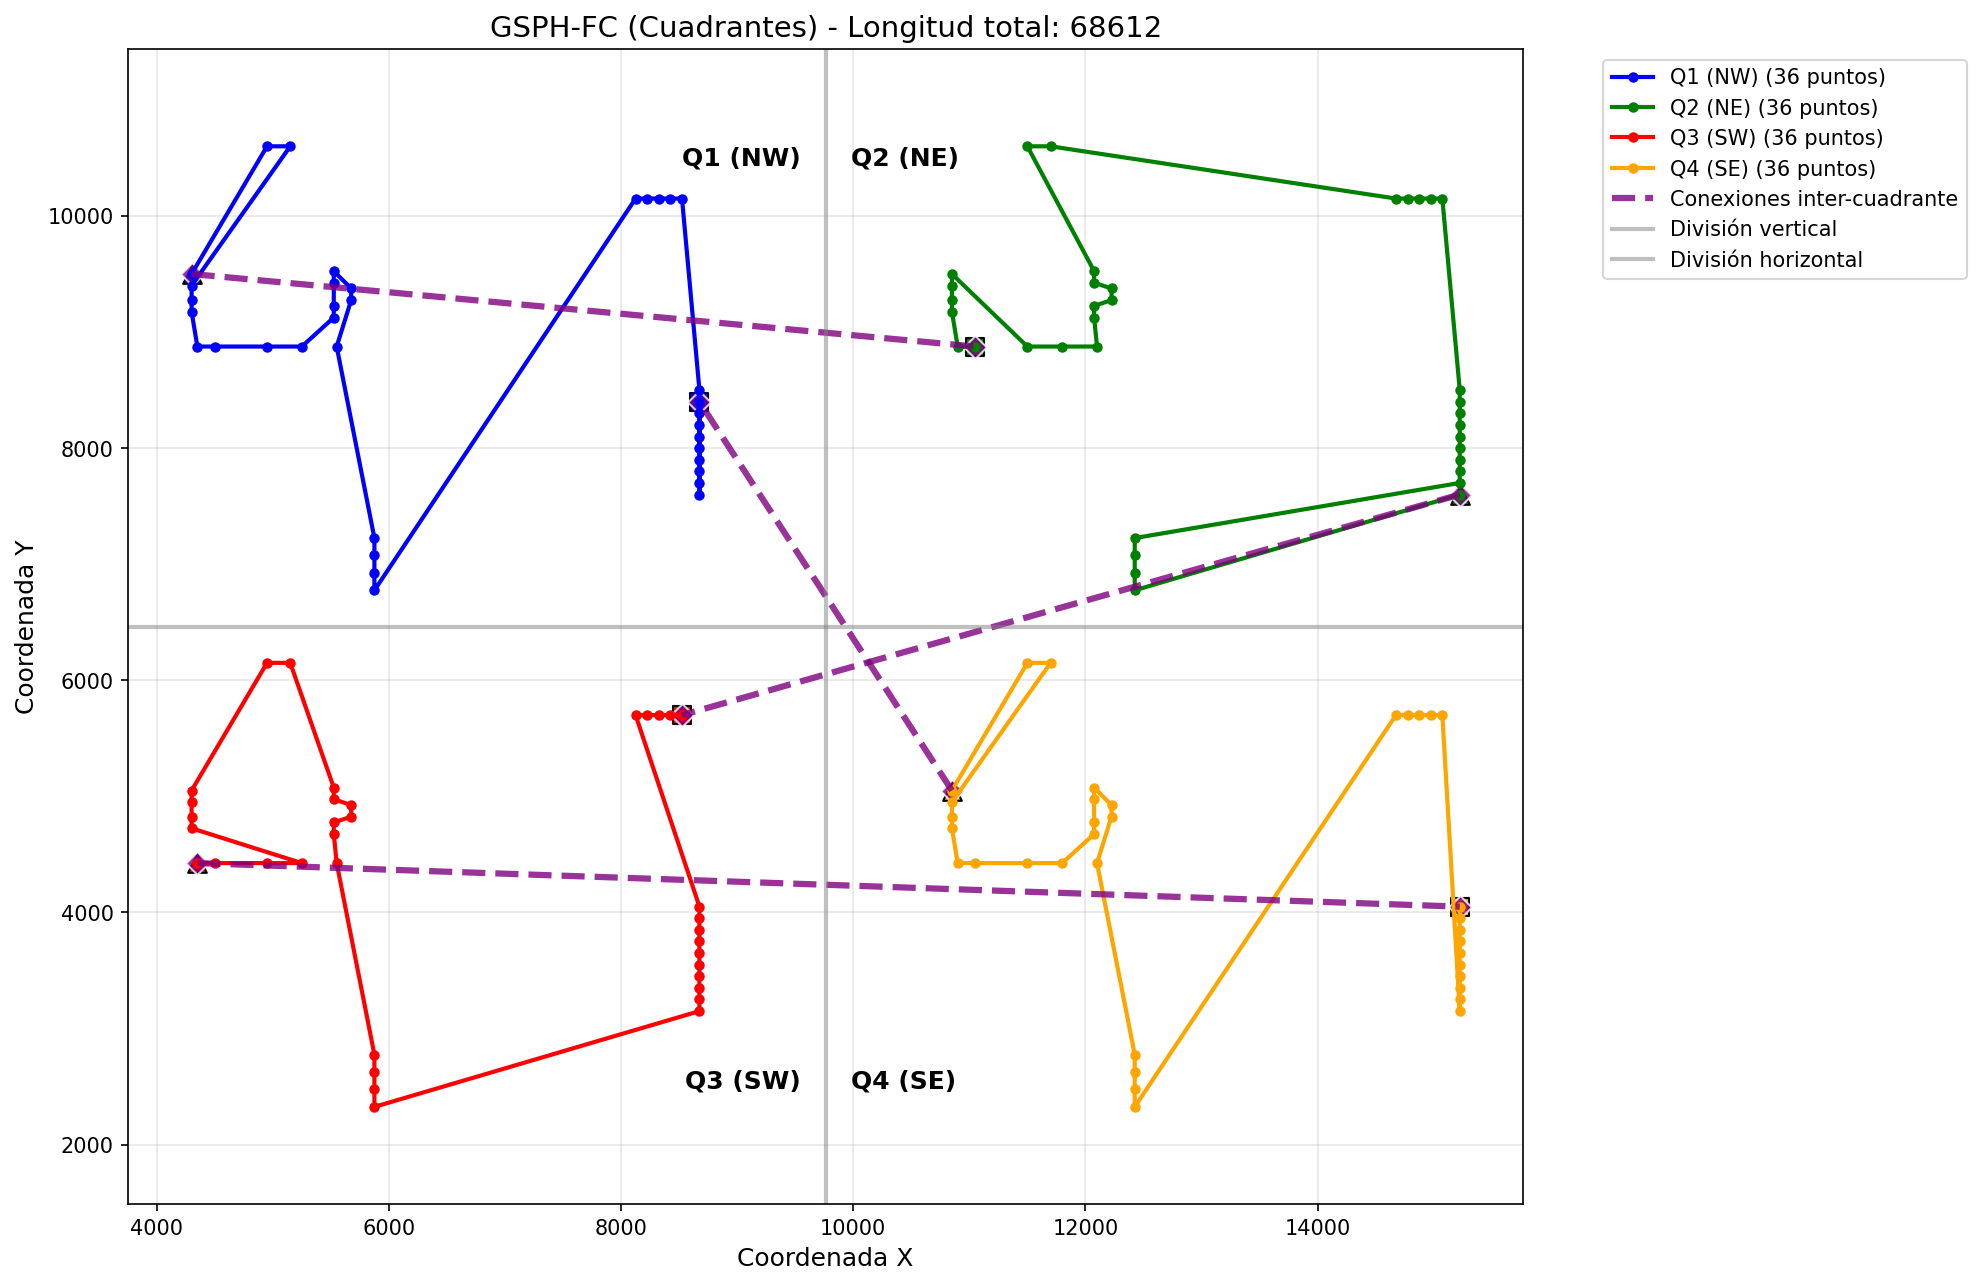 GSPH-FC (Cuadrantes) - Longitud total: 68612
Q1 (NW) (36 puntos)
Q2 (NE) (36 puntos)
Q3 (SW) (36 puntos)
Q4 (SE) (36 puntos)
Conexiones inter-cuadrante
División vertical
División horizontal
Q1 (NW) Q2 (NE)
Q3 (SW) Q4 (SE)
10000
8000
6000
4000
2000
Coordenada Y
4000 6000 8000 10000 12000 14000
Coordenada X